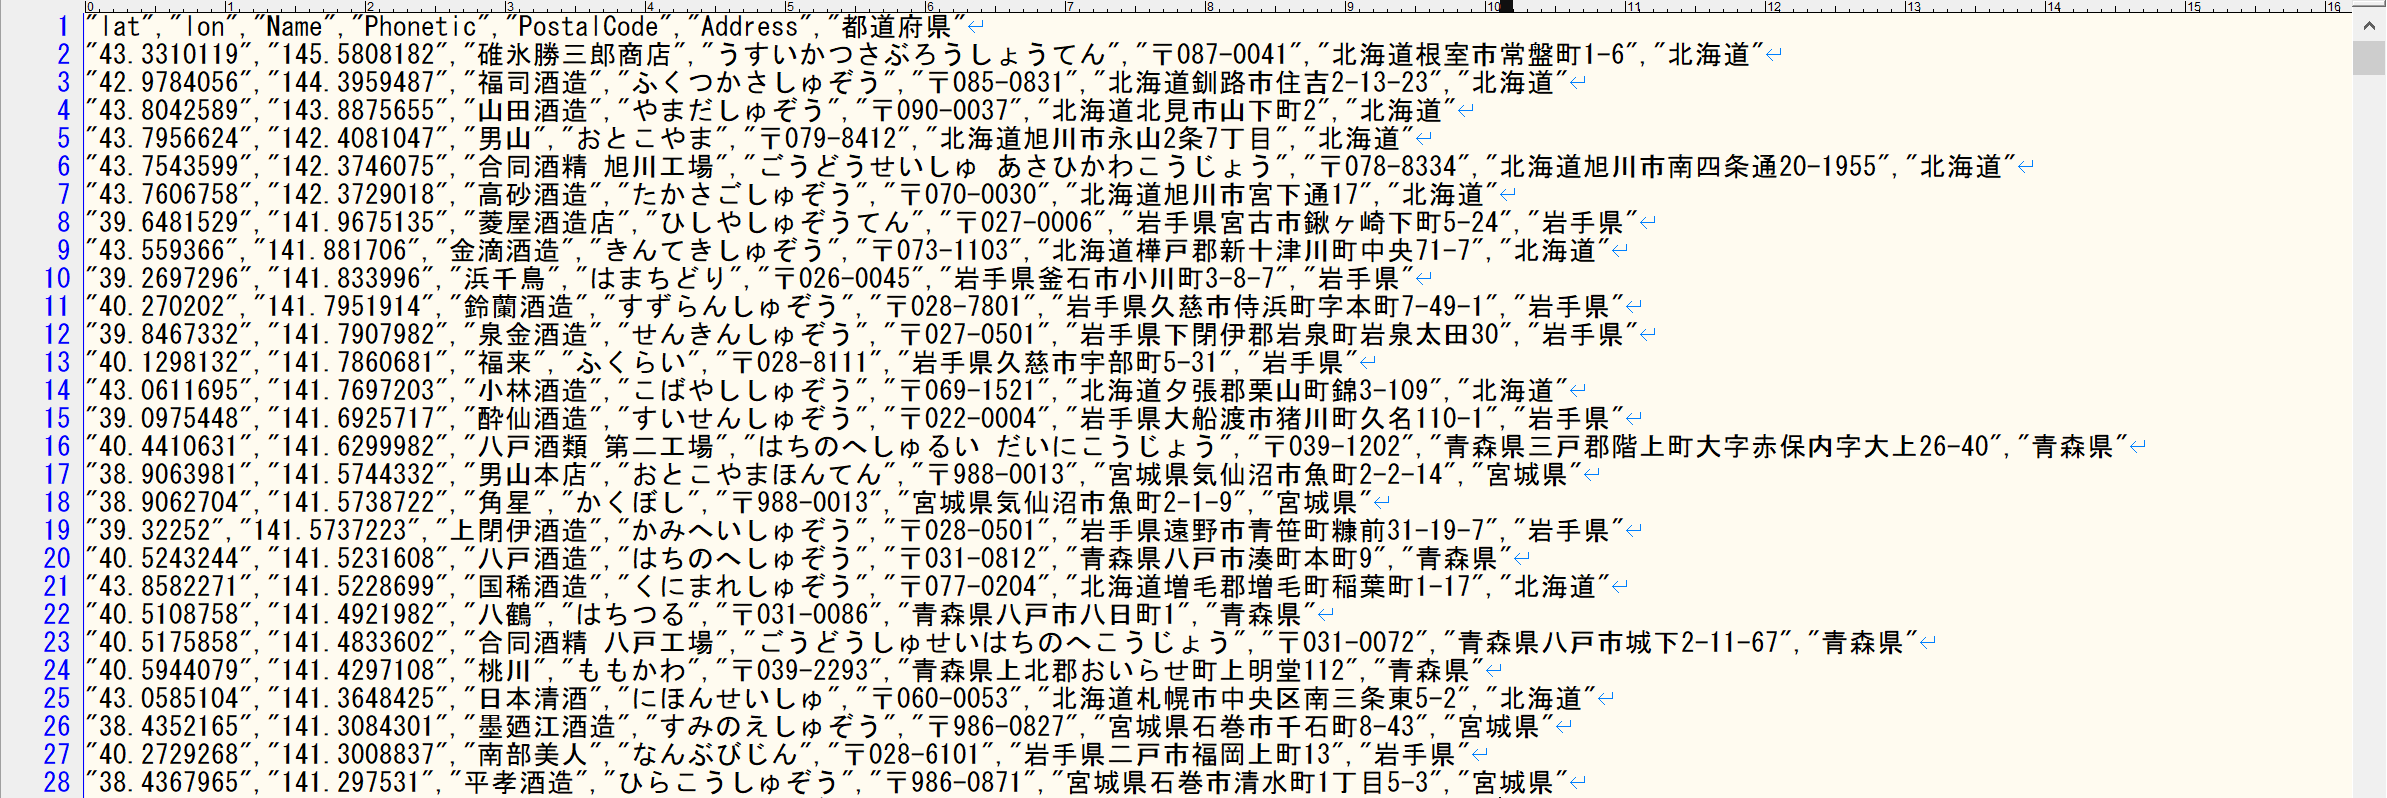 0 1 2 3 4 5 6 7 8 9 10 11 12 13 14 15 16
1 "lat","lon","Name","Phonetic","PostalCode","Address","都道府県"↵
2 "43.3310119","145.5808182","碓氷勝三郎商店","うすいかつさぶろうしょうてん","〒087-0041","北海道根室市常盤町1-6","北海道"↵
3 "42.9784056","144.3959487","福司酒造","ふくつかさしゅぞう","〒085-0831","北海道釧路市住吉2-13-23","北海道"↵
4 "43.8042589","143.8875655","山田酒造","やまだしゅぞう","〒090-0037","北海道北見市山下町2","北海道"↵
5 "43.7956624","142.4081047","男山","おとこやま","〒079-8412","北海道旭川市永山2条7丁目","北海道"↵
6 "43.7543599","142.3746075","合同酒精 旭川工場","ごうどうせいしゅ あさひかわこうじょう","〒078-8334","北海道旭川市南四条通20-1955","北海道"↵
7 "43.7606758","142.3729018","高砂酒造","たかさごしゅぞう","〒070-0030","北海道旭川市宮下通17","北海道"↵
8 "39.6481529","141.9675135","菱屋酒造店","ひしやしゅぞうてん","〒027-0006","岩手県宮古市鍬ヶ崎下町5-24","岩手県"↵
9 "43.559366","141.881706","金滴酒造","きんてきしゅぞう","〒073-1103","北海道樺戸郡新十津川町中央71-7","北海道"↵
10 "39.2697296","141.833996","浜千鳥","はまちどり","〒026-0045","岩手県釜石市小川町3-8-7","岩手県"↵
11 "40.270202","141.7951914","鈴蘭酒造","すずらんしゅぞう","〒028-7801","岩手県久慈市侍浜町字本町7-49-1","岩手県"↵
12 "39.8467332","141.7907982","泉金酒造","せんきんしゅぞう","〒027-0501","岩手県下閉伊郡岩泉町岩泉太田30","岩手県"↵
13 "40.1298132","141.7860681","福来","ふくらい","〒028-8111","岩手県久慈市宇部町5-31","岩手県"↵
14 "43.0611695","141.7697203","小林酒造","こばやししゅぞう","〒069-1521","北海道夕張郡栗山町錦3-109","北海道"↵
15 "39.0975448","141.6925717","酔仙酒造","すいせんしゅぞう","〒022-0004","岩手県大船渡市猪川町久名110-1","岩手県"↵
16 "40.4410631","141.6299982","八戸酒類 第二工場","はちのへしゅるい だいにこうじょう","〒039-1202","青森県三戸郡階上町大字赤保内字大上26-40","青森県"↵
17 "38.9063981","141.5744332","男山本店","おとこやまほんてん","〒988-0013","宮城県気仙沼市魚町2-2-14","宮城県"↵
18 "38.9062704","141.5738722","角星","かくぼし","〒988-0013","宮城県気仙沼市魚町2-1-9","宮城県"↵
19 "39.32252","141.5737223","上閉伊酒造","かみへいしゅぞう","〒028-0501","岩手県遠野市青笹町糠前31-19-7","岩手県"↵
20 "40.5243244","141.5231608","八戸酒造","はちのへしゅぞう","〒031-0812","青森県八戸市湊町本町9","青森県"↵
21 "43.8582271","141.5228699","国稀酒造","くにまれしゅぞう","〒077-0204","北海道増毛郡増毛町稲葉町1-17","北海道"↵
22 "40.5108758","141.4921982","八鶴","はちつる","〒031-0086","青森県八戸市八日町1","青森県"↵
23 "40.5175858","141.4833602","合同酒精 八戸工場","ごうどうしゅせいはちのへこうじょう","〒031-0072","青森県八戸市城下2-11-67","青森県"↵
24 "40.5944079","141.4297108","桃川","ももかわ","〒039-2293","青森県上北郡おいらせ町上明堂112","青森県"↵
25 "43.0585104","141.3648425","日本清酒","にほんせいしゅ","〒060-0053","北海道札幌市中央区南三条東5-2","北海道"↵
26 "38.4352165","141.3084301","墨廼江酒造","すみのえしゅぞう","〒986-0827","宮城県石巻市千石町8-43","宮城県"↵
27 "40.2729268","141.3008837","南部美人","なんぶびじん","〒028-6101","岩手県二戸市福岡上町13","岩手県"↵
28 "38.4367965","141.297531","平孝酒造","ひらこうしゅぞう","〒986-0871","宮城県石巻市清水町1丁目5-3","宮城県"↵